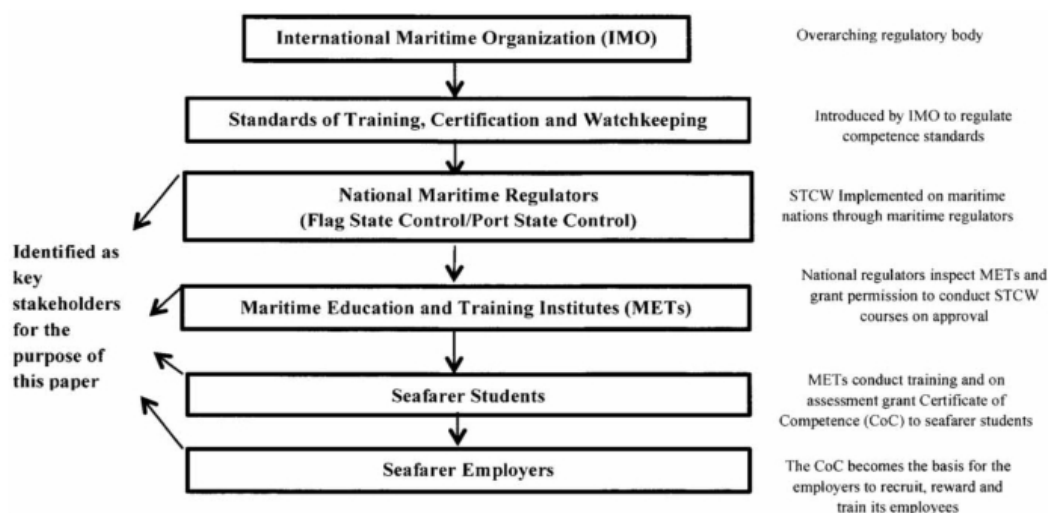 International Maritime Organization (IMO)
Overarching regulatory body
Standards of Training, Certification and Watchkeeping
Introduced by IMO to regulate
competence standards
National Maritime Regulators
(Flag State Control/Port State Control)
STCW Implemented on maritime
nations through maritime regulators
Identified as
key
stakeholders
for the
purpose of
this paper
Maritime Education and Training Institutes (METs)
National regulators inspect METs and
grant permission to conduct STCW
courses on approval
Seafarer Students
METs conduct training and on
assessment grant Certificate of
Competence (CoC) to seafarer students
Seafarer Employers
The CoC becomes the basis for the
employers to recruit, reward and
train its employees